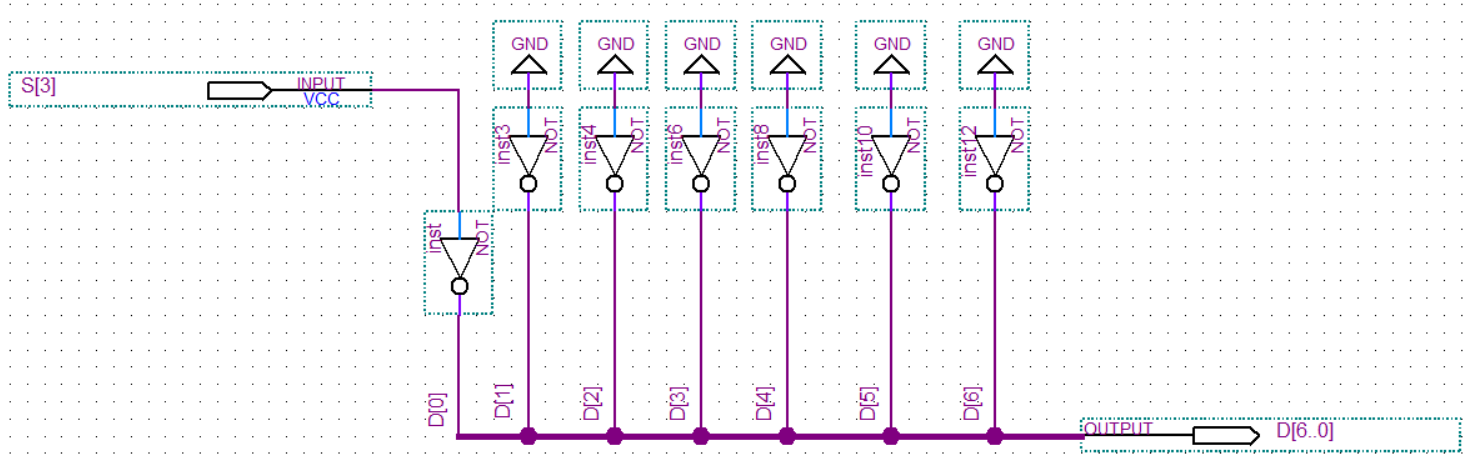 GND GND GND GND GND GND
S[3] INPUT
VCC
inst3 NOT inst4 NOT inst6 NOT inst8 NOT inst10 NOT inst12 NOT
inst NOT
D[0] D[1] D[2] D[3] D[4] D[5] D[6]
OUTPUT D[6..0]